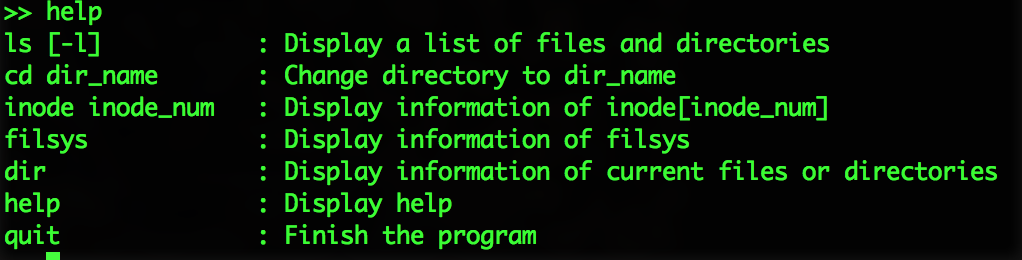 >> help
ls [-l]           : Display a list of files and directories
cd dir_name       : Change directory to dir_name
inode inode_num   : Display information of inode[inode_num]
filsys            : Display information of filsys
dir               : Display information of current files or directories
help              : Display help
quit              : Finish the program